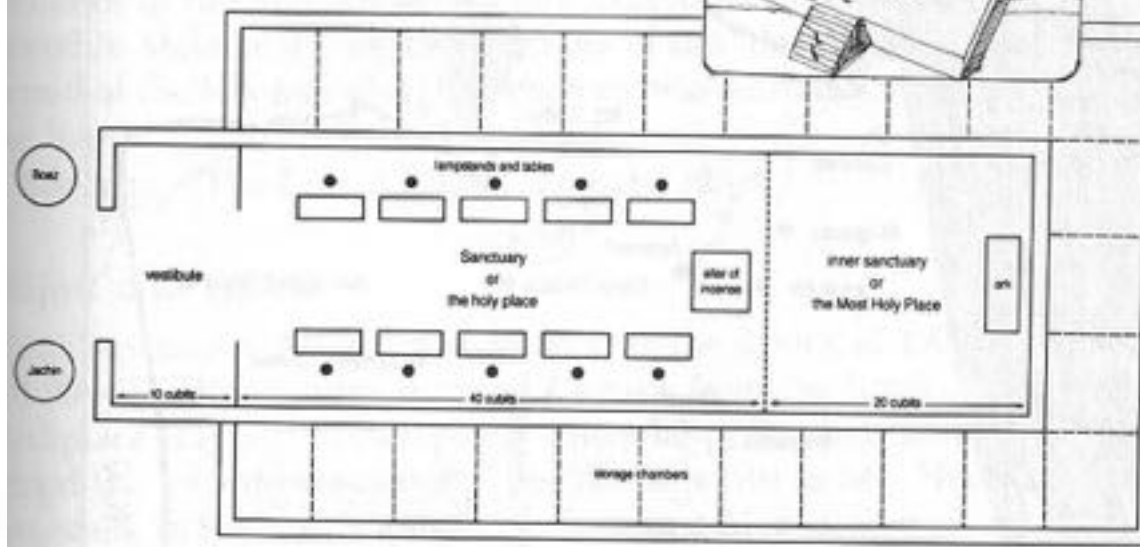 lampstands and tables
Boaz
vestibule
Sanctuary
or
the holy place
altar of
incense
inner sanctuary
or
the Most Holy Place
ark
Jachin
10 cubits
40 cubits
20 cubits
storage chambers